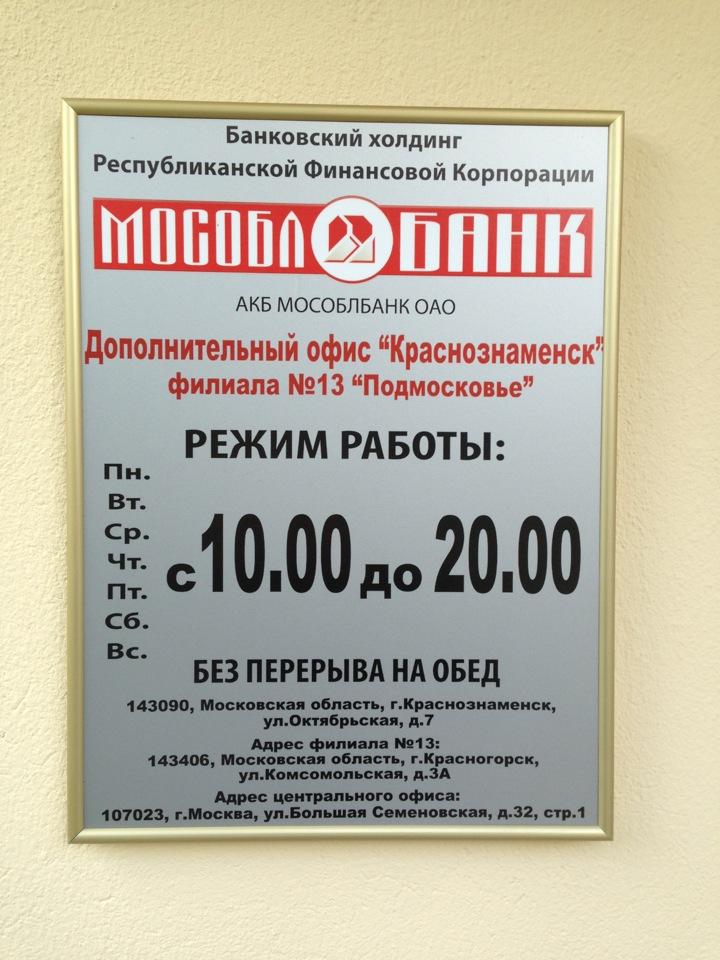 Банковский холдинг
Республиканской Финансовой Корпорации
МОСОБЛБАНК
АКБ МОСОБЛБАНК ОАО
Дополнительный офис “Краснознаменск”
филиала №13 “Подмосковье”
РЕЖИМ РАБОТЫ:
Пн.
Вт.
Ср.
Чт.
Пт.
Сб.
Вс.
с 10.00 до 20.00
БЕЗ ПЕРЕРЫВА НА ОБЕД
143090, Московская область, г.Краснознаменск,
ул.Октябрьская, д.7
Адрес филиала №13:
143406, Московская область, г.Красногорск,
ул.Комсомольская, д.3А
Адрес центрального офиса:
107023, г.Москва, ул.Большая Семеновская, д.32, стр.1